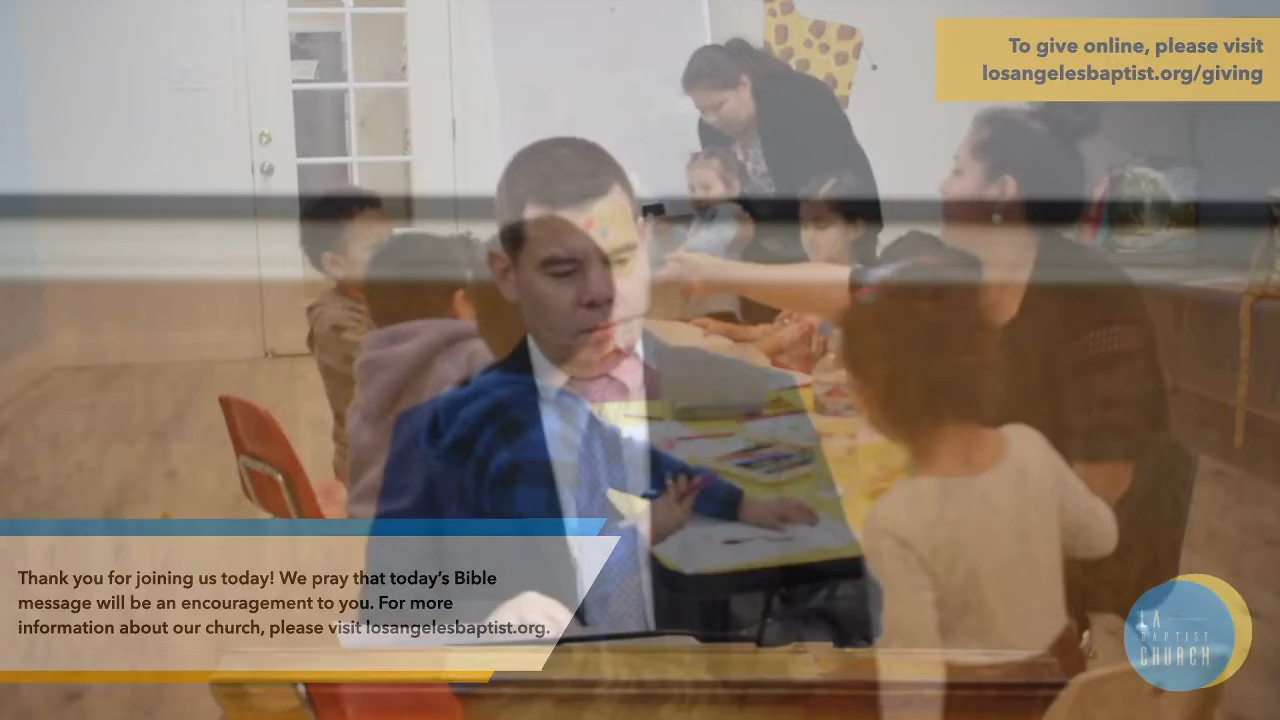 To give online, please visit
losangelesbaptist.org/giving
Thank you for joining us today! We pray that today's Bible
message will be an encouragement to you. For more
information about our church, please visit losangelesbaptist.org.
LA
BAPTIST
CHURCH